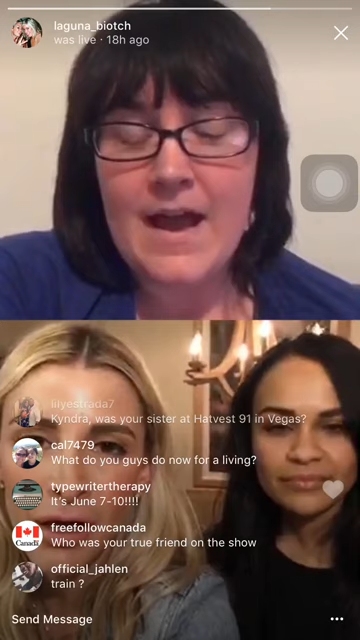 laguna_biotch
was live · 18h ago
lilyestrada7
Kyndra, was your sister at Hatvest 91 in Vegas?
cal7479
What do you guys do now for a living?
typewritertherapy
It's June 7-10!!!!
freefollowcanada
Who was your true friend on the show
Canada
official_jahlen
train ?
Send Message